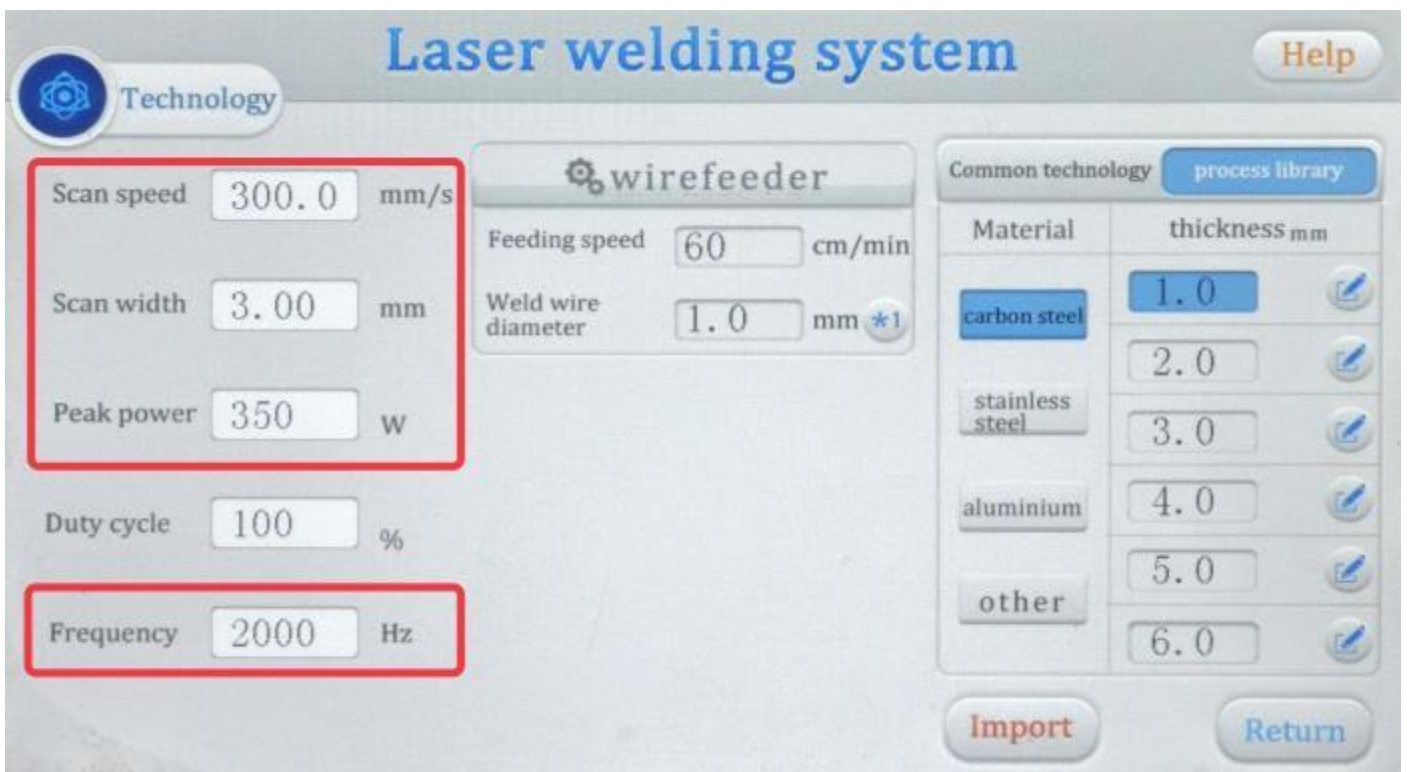 Laser welding system
Help
Technology
Scan speed 300.0 mm/s
Scan width 3.00 mm
Peak power 350 W
Duty cycle 100 %
Frequency 2000 Hz
wirefeeder
Feeding speed 60 cm/min
Weld wire
diameter 1.0 mm *1
Common technology process library
Material thickness mm
carbon steel
stainless
steel
aluminium
other
1.0
2.0
3.0
4.0
5.0
6.0
Import Return